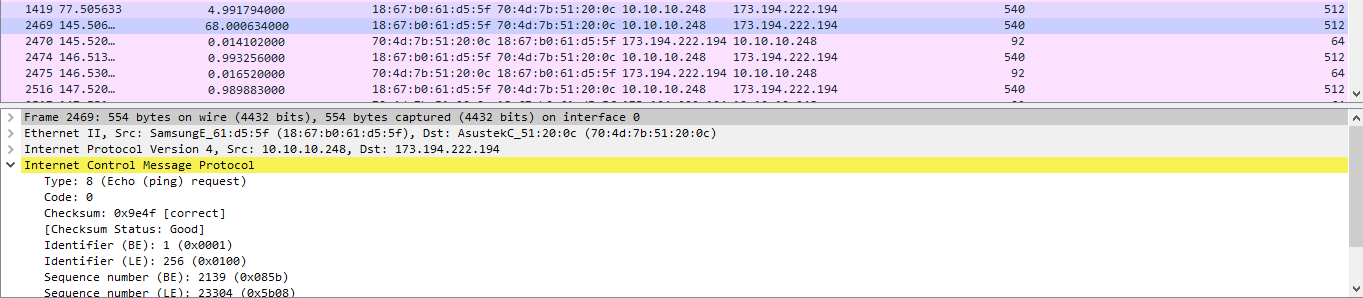 1419 77.505633 4.991794000 18:67:b0:61:d5:5f 70:4d:7b:51:20:0c 10.10.10.248 173.194.222.194 540 512
2469 145.506… 68.000634000 18:67:b0:61:d5:5f 70:4d:7b:51:20:0c 10.10.10.248 173.194.222.194 540 512
2470 145.520… 0.014102000 70:4d:7b:51:20:0c 18:67:b0:61:d5:5f 173.194.222.194 10.10.10.248 92 64
2474 146.513… 0.993256000 18:67:b0:61:d5:5f 70:4d:7b:51:20:0c 10.10.10.248 173.194.222.194 540 512
2475 146.530… 0.016520000 70:4d:7b:51:20:0c 18:67:b0:61:d5:5f 173.194.222.194 10.10.10.248 92 64
2516 147.520… 0.989883000 18:67:b0:61:d5:5f 70:4d:7b:51:20:0c 10.10.10.248 173.194.222.194 540 512
Frame 2469: 554 bytes on wire (4432 bits), 554 bytes captured (4432 bits) on interface 0
Ethernet II, Src: SamsungE_61:d5:5f (18:67:b0:61:d5:5f), Dst: AsustekC_51:20:0c (70:4d:7b:51:20:0c)
Internet Protocol Version 4, Src: 10.10.10.248, Dst: 173.194.222.194
Internet Control Message Protocol
Type: 8 (Echo (ping) request)
Code: 0
Checksum: 0x9e4f [correct]
[Checksum Status: Good]
Identifier (BE): 1 (0x0001)
Identifier (LE): 256 (0x0100)
Sequence number (BE): 2139 (0x085b)
Sequence number (LE): 23304 (0x5b08)